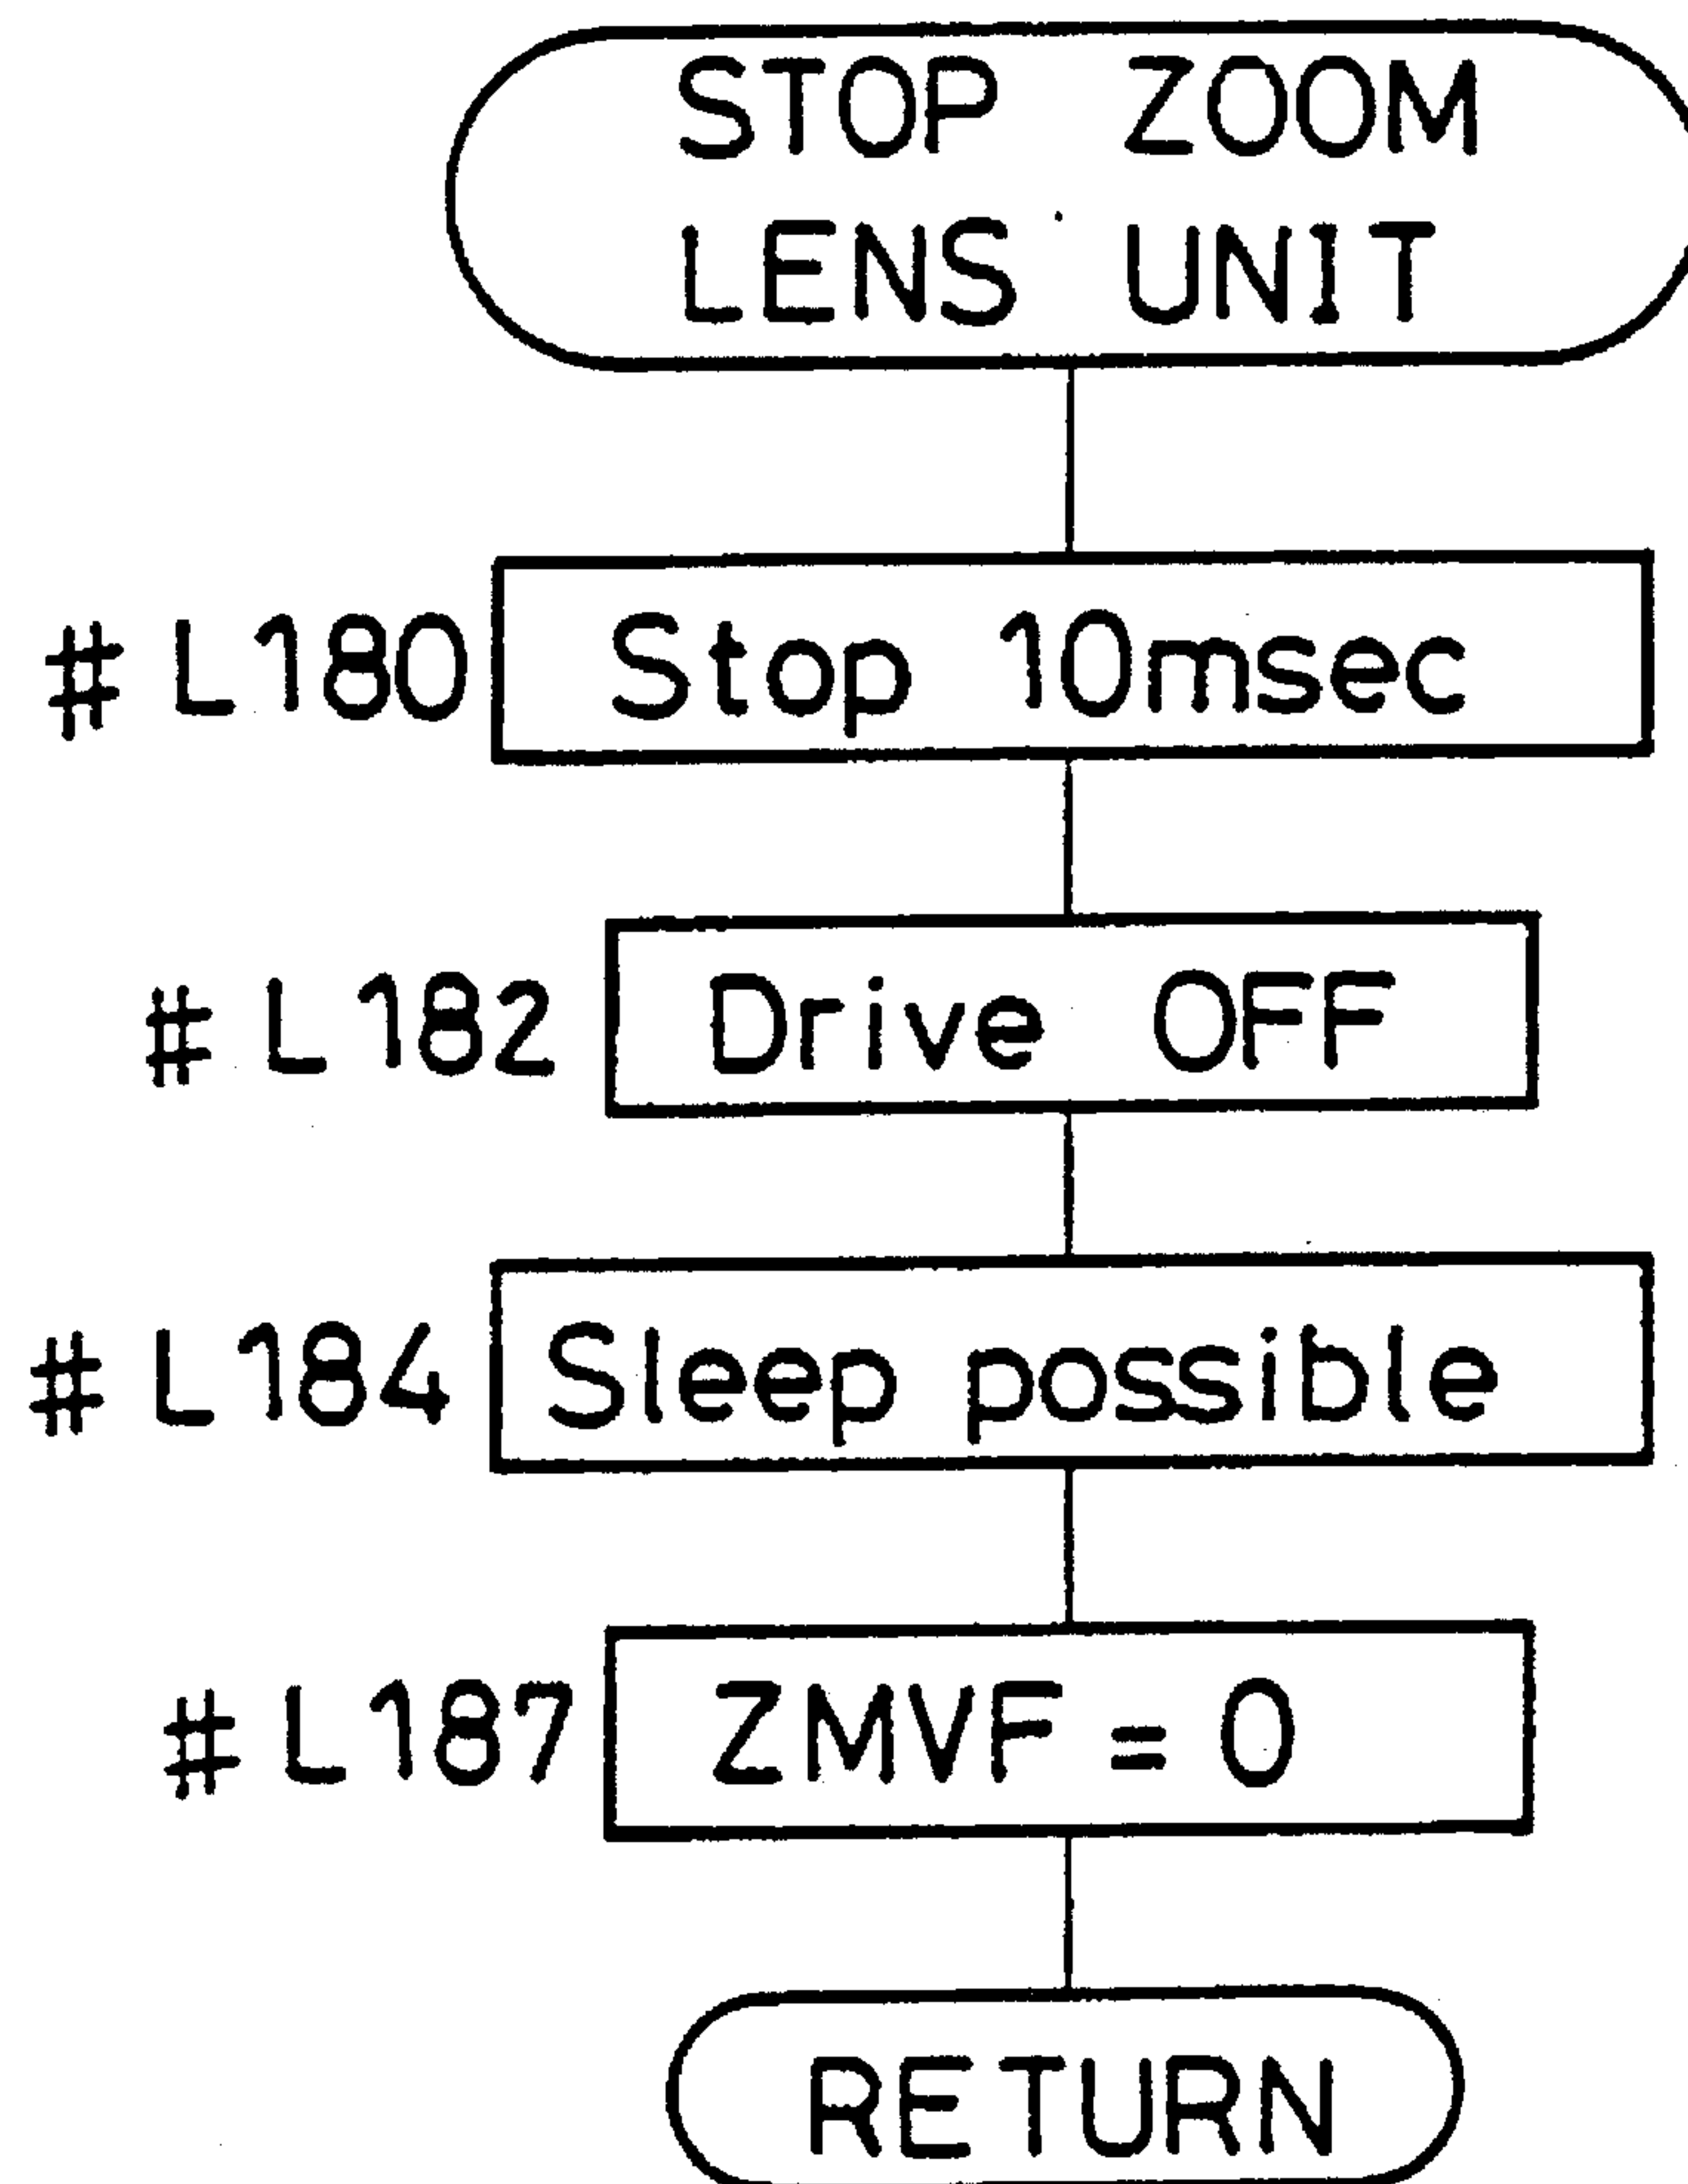 STOP ZOOM
LENS UNIT
# L180 Stop 10msec
# L182 Drive OFF
# L184 Sleep possible
# L187 ZMVF = 0
RETURN